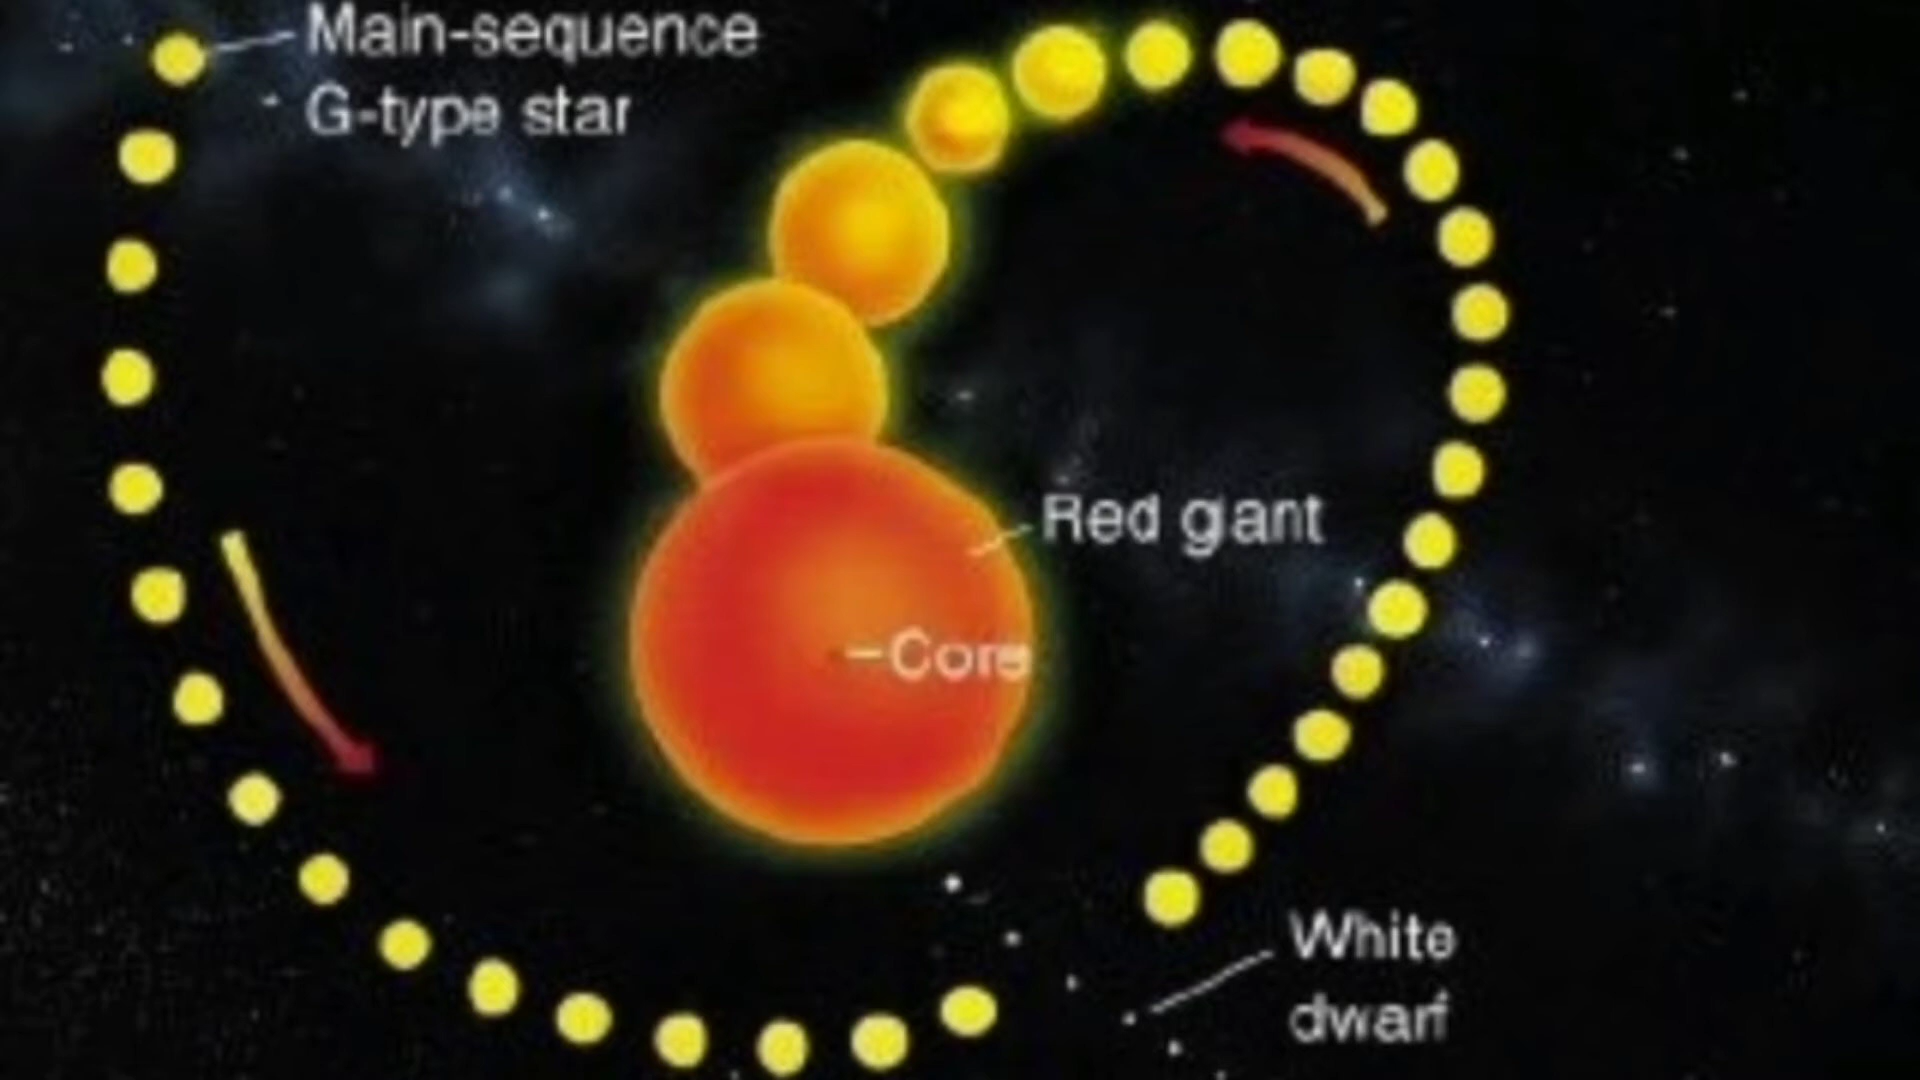 Main-sequence
G-type star
Red giant
Core
White
dwarf